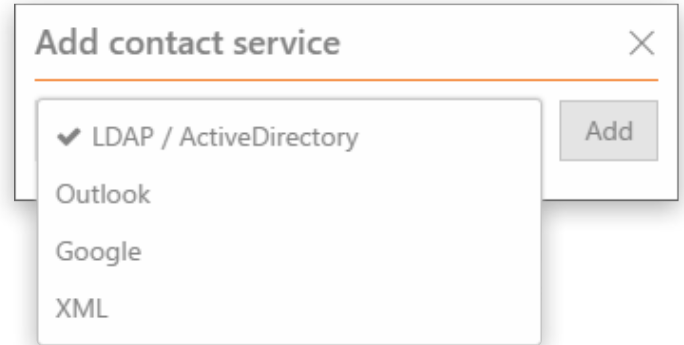 Add contact service
LDAP / ActiveDirectory
Add
Outlook
Google
XML